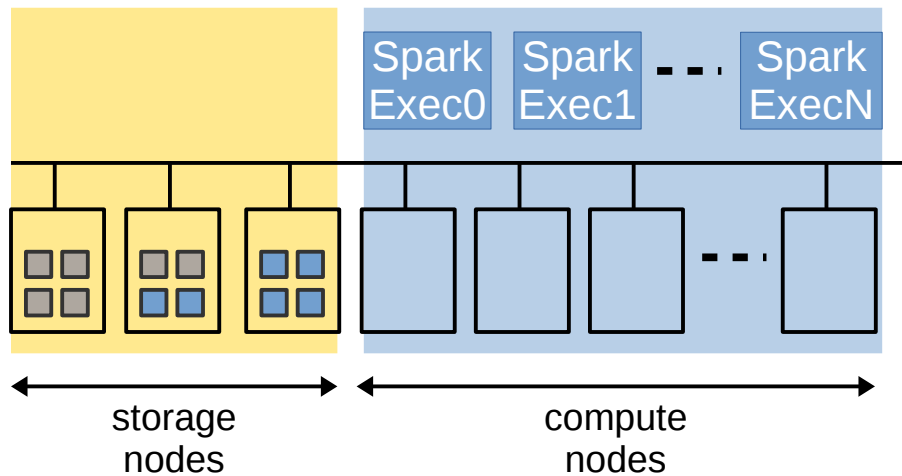 Spark
Exec0
Spark
Exec1
Spark
ExecN
storage
nodes
compute
nodes